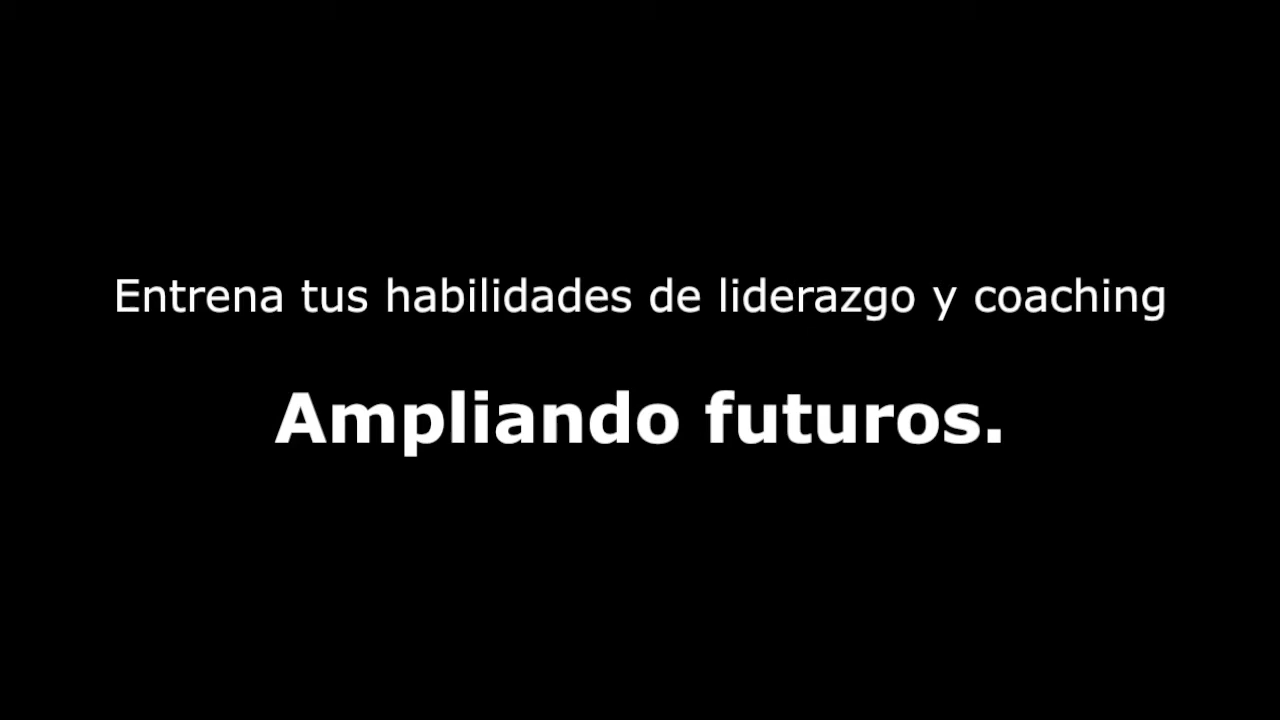 Entrena tus habilidades de liderazgo y coaching
Ampliando futuros.